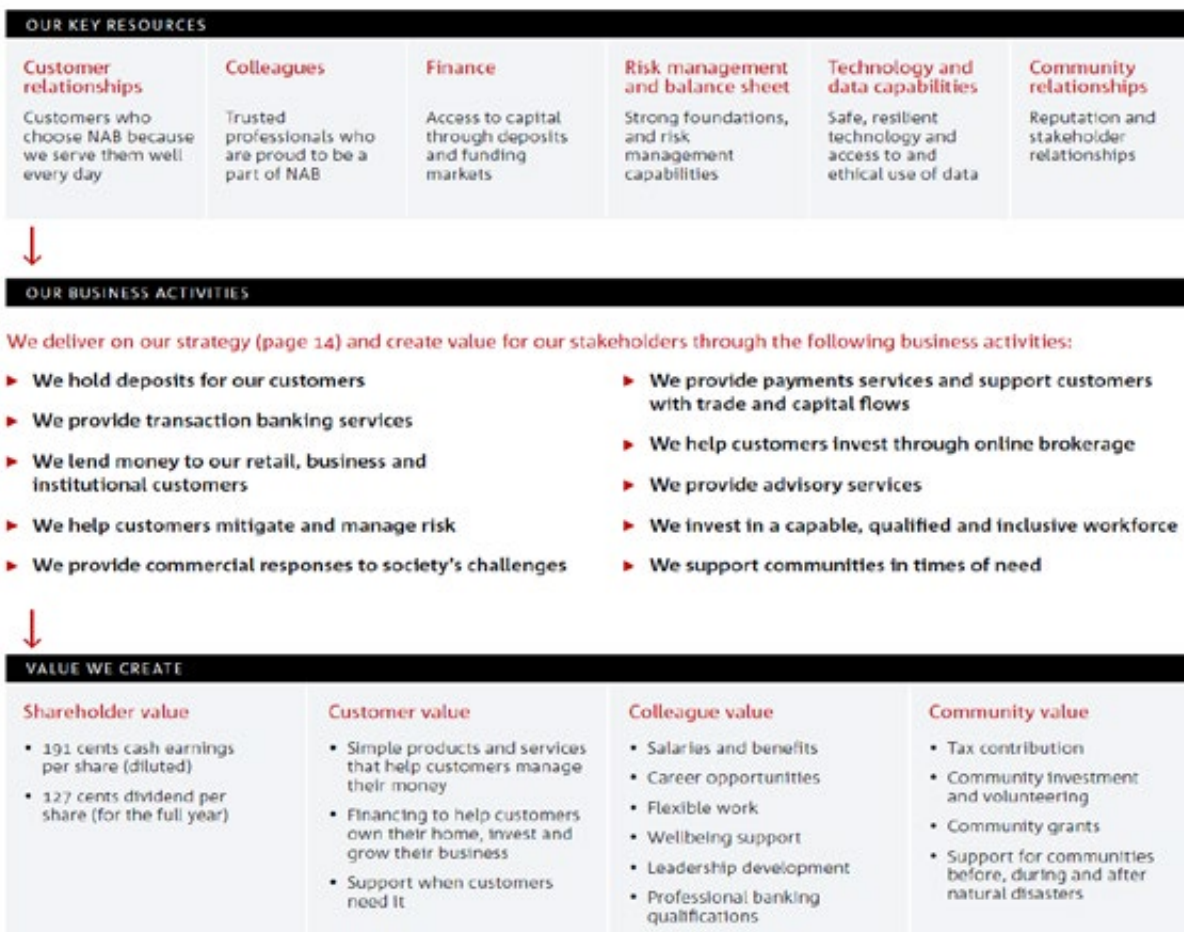 OUR KEY RESOURCES
Customer
relationships
Customers who
choose NAB because
we serve them well
every day
Colleagues
Trusted
professionals who
are proud to be a
part of NAB
Finance
Access to capital
through deposits
and funding
markets
Risk management
and balance sheet
Strong foundations,
and risk
management
capabilities
Technology and
data capabilities
Safe, resilient
technology and
access to and
ethical use of data
Community
relationships
Reputation and
stakeholder
relationships
OUR BUSINESS ACTIVITIES
We deliver on our strategy (page 14) and create value for our stakeholders through the following business activities:
► We hold deposits for our customers
► We provide transaction banking services
► We lend money to our retail, business and
institutional customers
► We help customers mitigate and manage risk
► We provide commercial responses to society's challenges
► We provide payments services and support customers
with trade and capital flows
► We help customers invest through online brokerage
► We provide advisory services
► We invest in a capable, qualified and inclusive workforce
► We support communities in times of need
VALUE WE CREATE
Shareholder value
• 191 cents cash earnings
per share (diluted)
• 127 cents dividend per
share (for the full year)
Customer value
• Simple products and services
that help customers manage
their money
• Financing to help customers
own their home, invest and
grow their business
• Support when customers
need it
Colleague value
• Salaries and benefits
• Career opportunities
• Flexible work
• Wellbeing support
• Leadership development
• Professional banking
qualifications
Community value
• Tax contribution
• Community investment
and volunteering
• Community grants
• Support for communities
before, during and after
natural disasters